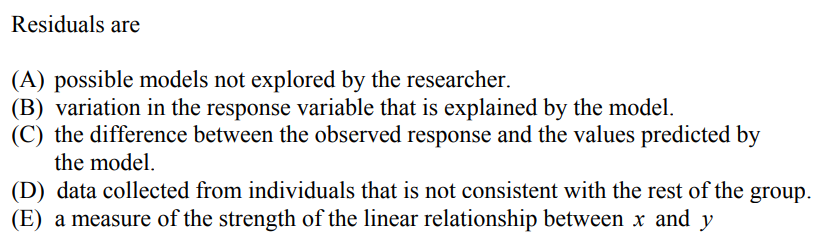 Residuals are
(A) possible models not explored by the researcher.
(B) variation in the response variable that is explained by the model.
(C) the difference between the observed response and the values predicted by
the model.
(D) data collected from individuals that is not consistent with the rest of the group.
(E) a measure of the strength of the linear relationship between x and y